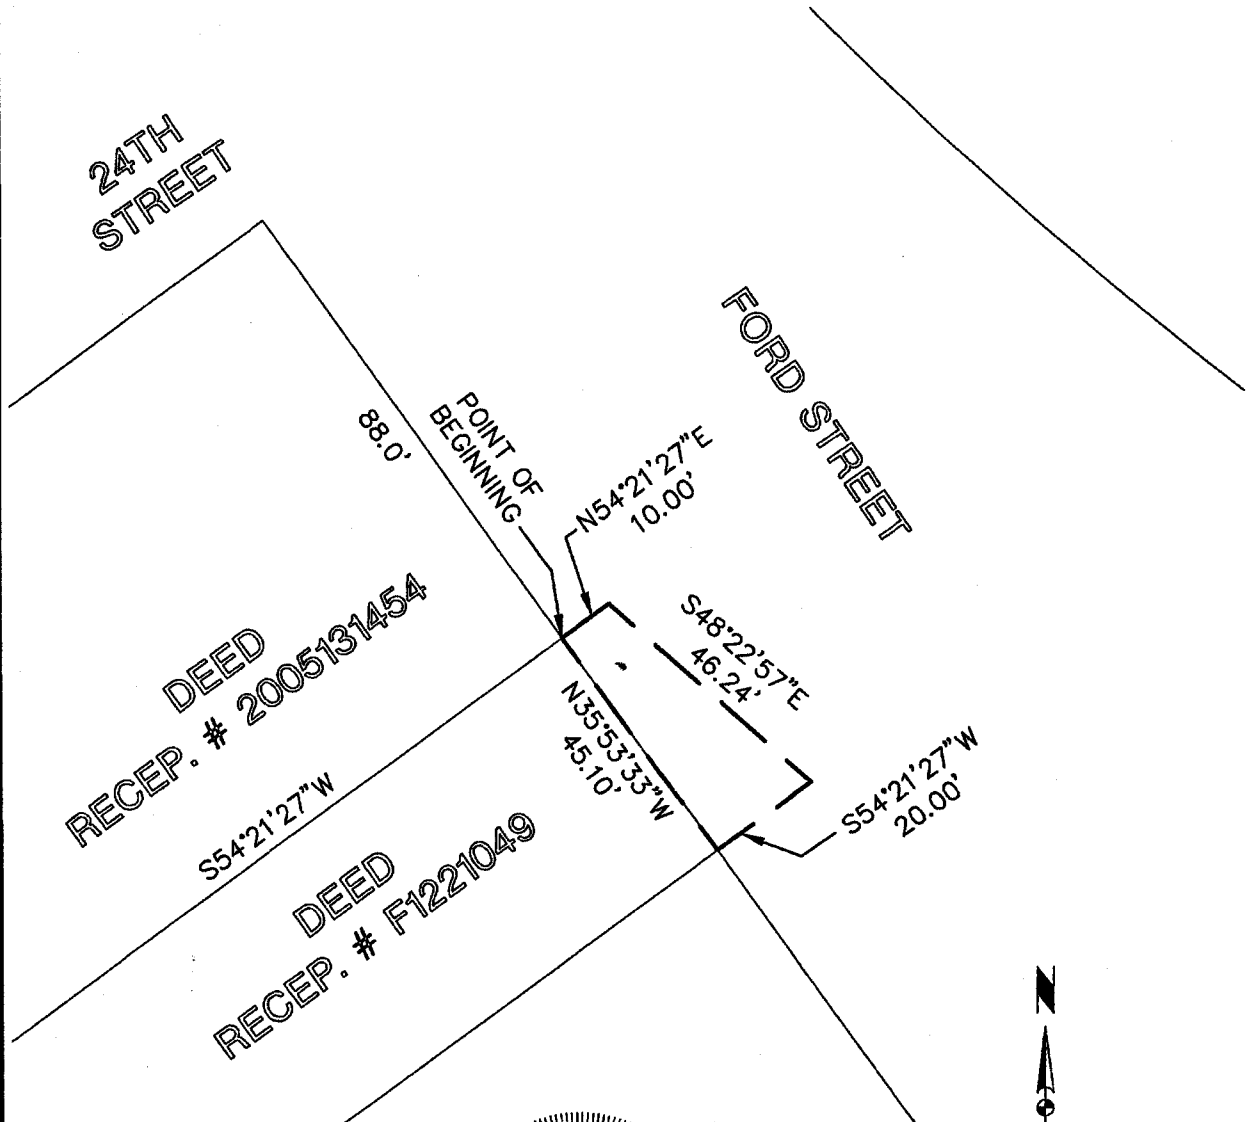 24TH
STREET
FORD STREET
88.0'
POINT OF
BEGINNING
N54°21'27"E
10.00'
S48°22'57"E
46.24'
N35°53'33"W
45.10'
S54°21'27"W
20.00'
DEED
RECEP. # 2005131454
S54°21'27"W
DEED
RECEP. # F1221049
N